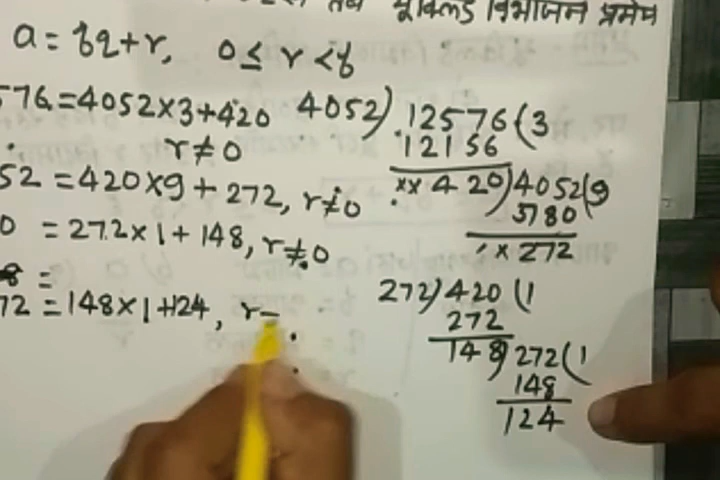 यूक्लिड विभाजन प्रमेय
a = bq + r, 0 ≤ r < b
576 = 4052 × 3 + 420
r ≠ 0
52 = 420 × 9 + 272, r ≠ 0
0 = 272 × 1 + 148, r ≠ 0
8 =
72 = 148 × 1 + 124, r =
4052 ) 12576 ( 3
12156
×× 420 ) 4052 ( 9
3780
× 272
272 ) 420 ( 1
272
148 ) 272 ( 1
148
124